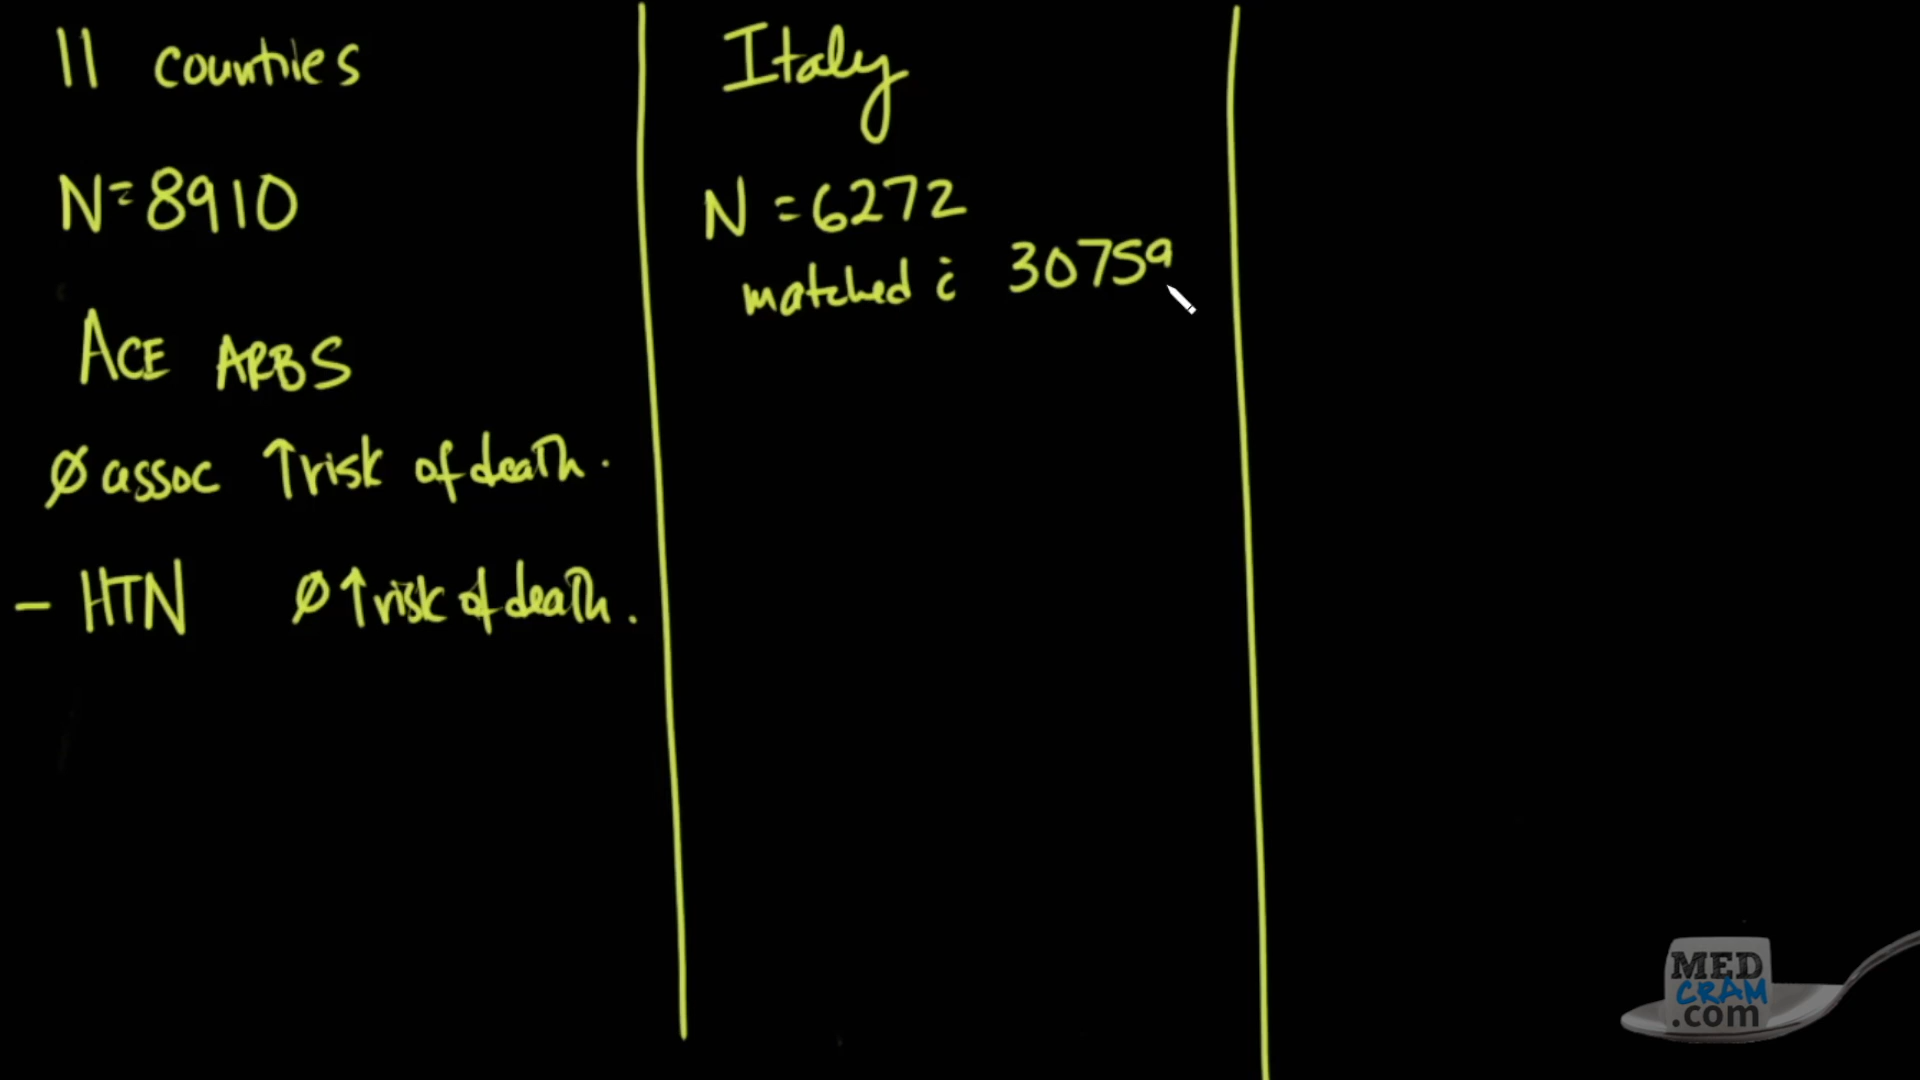 11 counties
N=8910
ACE ARBS
Ø assoc ↑risk of death.
- HTN Ø↑risk of death.
Italy
N=6272
matched c̄ 30759
MED
CRAM
.com